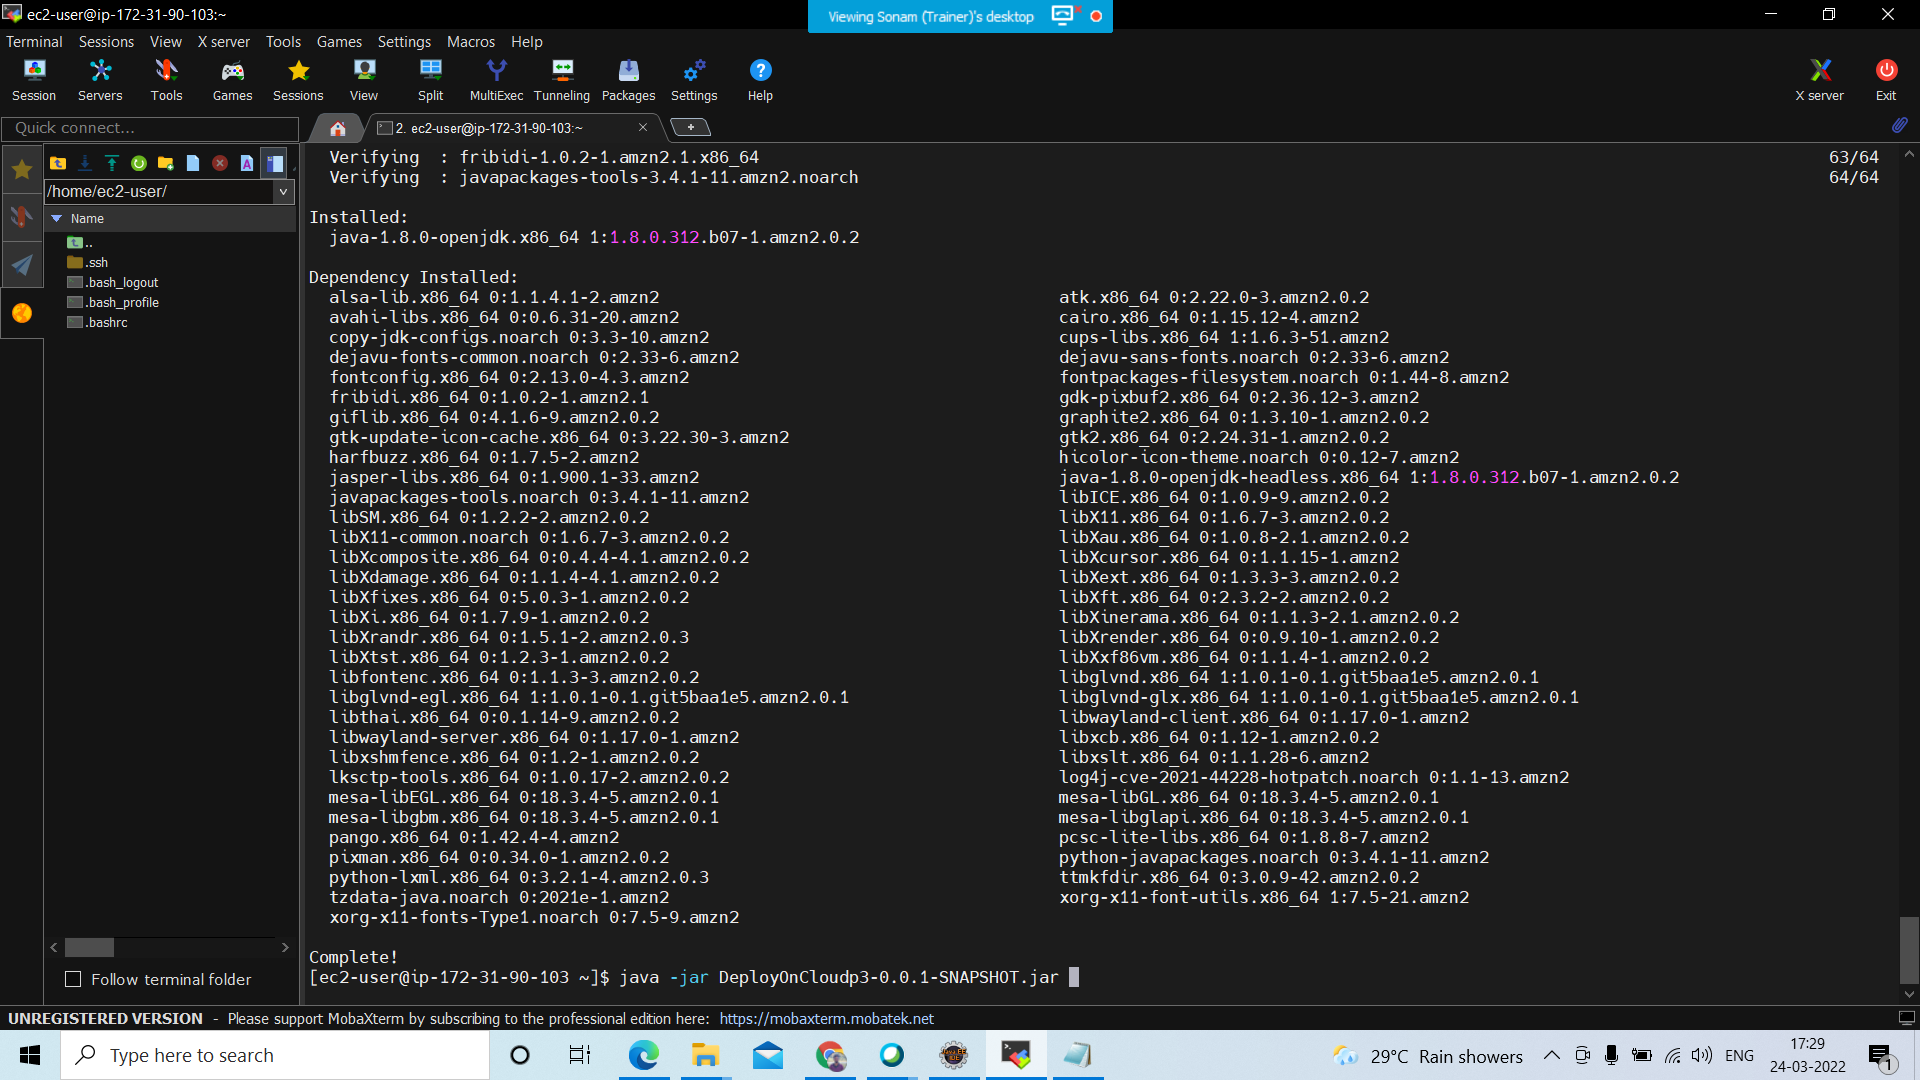 ec2-user@ip-172-31-90-103:~
Viewing Sonam (Trainer)'s desktop
Terminal Sessions View X server Tools Games Settings Macros Help
Session Servers Tools Games Sessions View Split MultiExec Tunneling Packages Settings Help X server Exit
Quick connect...
2. ec2-user@ip-172-31-90-103:~
/home/ec2-user/
Name
..
.ssh
.bash_logout
.bash_profile
.bashrc
Follow terminal folder
Verifying : fribidi-1.0.2-1.amzn2.1.x86_64 63/64
Verifying : javapackages-tools-3.4.1-11.amzn2.noarch 64/64
Installed:
java-1.8.0-openjdk.x86_64 1:1.8.0.312.b07-1.amzn2.0.2
Dependency Installed:
alsa-lib.x86_64 0:1.1.4.1-2.amzn2 atk.x86_64 0:2.22.0-3.amzn2.0.2
avahi-libs.x86_64 0:0.6.31-20.amzn2 cairo.x86_64 0:1.15.12-4.amzn2
copy-jdk-configs.noarch 0:3.3-10.amzn2 cups-libs.x86_64 1:1.6.3-51.amzn2
dejavu-fonts-common.noarch 0:2.33-6.amzn2 dejavu-sans-fonts.noarch 0:2.33-6.amzn2
fontconfig.x86_64 0:2.13.0-4.3.amzn2 fontpackages-filesystem.noarch 0:1.44-8.amzn2
fribidi.x86_64 0:1.0.2-1.amzn2.1 gdk-pixbuf2.x86_64 0:2.36.12-3.amzn2
giflib.x86_64 0:4.1.6-9.amzn2.0.2 graphite2.x86_64 0:1.3.10-1.amzn2.0.2
gtk-update-icon-cache.x86_64 0:3.22.30-3.amzn2 gtk2.x86_64 0:2.24.31-1.amzn2.0.2
harfbuzz.x86_64 0:1.7.5-2.amzn2 hicolor-icon-theme.noarch 0:0.12-7.amzn2
jasper-libs.x86_64 0:1.900.1-33.amzn2 java-1.8.0-openjdk-headless.x86_64 1:1.8.0.312.b07-1.amzn2.0.2
javapackages-tools.noarch 0:3.4.1-11.amzn2 libICE.x86_64 0:1.0.9-9.amzn2.0.2
libSM.x86_64 0:1.2.2-2.amzn2.0.2 libX11.x86_64 0:1.6.7-3.amzn2.0.2
libX11-common.noarch 0:1.6.7-3.amzn2.0.2 libXau.x86_64 0:1.0.8-2.1.amzn2.0.2
libXcomposite.x86_64 0:0.4.4-4.1.amzn2.0.2 libXcursor.x86_64 0:1.1.15-1.amzn2
libXdamage.x86_64 0:1.1.4-4.1.amzn2.0.2 libXext.x86_64 0:1.3.3-3.amzn2.0.2
libXfixes.x86_64 0:5.0.3-1.amzn2.0.2 libXft.x86_64 0:2.3.2-2.amzn2.0.2
libXi.x86_64 0:1.7.9-1.amzn2.0.2 libXinerama.x86_64 0:1.1.3-2.1.amzn2.0.2
libXrandr.x86_64 0:1.5.1-2.amzn2.0.3 libXrender.x86_64 0:0.9.10-1.amzn2.0.2
libXtst.x86_64 0:1.2.3-1.amzn2.0.2 libXxf86vm.x86_64 0:1.1.4-1.amzn2.0.2
libfontenc.x86_64 0:1.1.3-3.amzn2.0.2 libglvnd.x86_64 1:1.0.1-0.1.git5baa1e5.amzn2.0.1
libglvnd-egl.x86_64 1:1.0.1-0.1.git5baa1e5.amzn2.0.1 libglvnd-glx.x86_64 1:1.0.1-0.1.git5baa1e5.amzn2.0.1
libthai.x86_64 0:0.1.14-9.amzn2.0.2 libwayland-client.x86_64 0:1.17.0-1.amzn2
libwayland-server.x86_64 0:1.17.0-1.amzn2 libxcb.x86_64 0:1.12-1.amzn2.0.2
libxshmfence.x86_64 0:1.2-1.amzn2.0.2 libxslt.x86_64 0:1.1.28-6.amzn2
lksctp-tools.x86_64 0:1.0.17-2.amzn2.0.2 log4j-cve-2021-44228-hotpatch.noarch 0:1.1-13.amzn2
mesa-libEGL.x86_64 0:18.3.4-5.amzn2.0.1 mesa-libGL.x86_64 0:18.3.4-5.amzn2.0.1
mesa-libgbm.x86_64 0:18.3.4-5.amzn2.0.1 mesa-libglapi.x86_64 0:18.3.4-5.amzn2.0.1
pango.x86_64 0:1.42.4-4.amzn2 pcsc-lite-libs.x86_64 0:1.8.8-7.amzn2
pixman.x86_64 0:0.34.0-1.amzn2.0.2 python-javapackages.noarch 0:3.4.1-11.amzn2
python-lxml.x86_64 0:3.2.1-4.amzn2.0.3 ttmkfdir.x86_64 0:3.0.9-42.amzn2.0.2
tzdata-java.noarch 0:2021e-1.amzn2 xorg-x11-font-utils.x86_64 1:7.5-21.amzn2
xorg-x11-fonts-Type1.noarch 0:7.5-9.amzn2
Complete!
[ec2-user@ip-172-31-90-103 ~]$ java -jar DeployOnCloudp3-0.0.1-SNAPSHOT.jar
UNREGISTERED VERSION - Please support MobaXterm by subscribing to the professional edition here: https://mobaxterm.mobatek.net
Type here to search
29°C Rain showers
ENG
17:29
24-03-2022
1